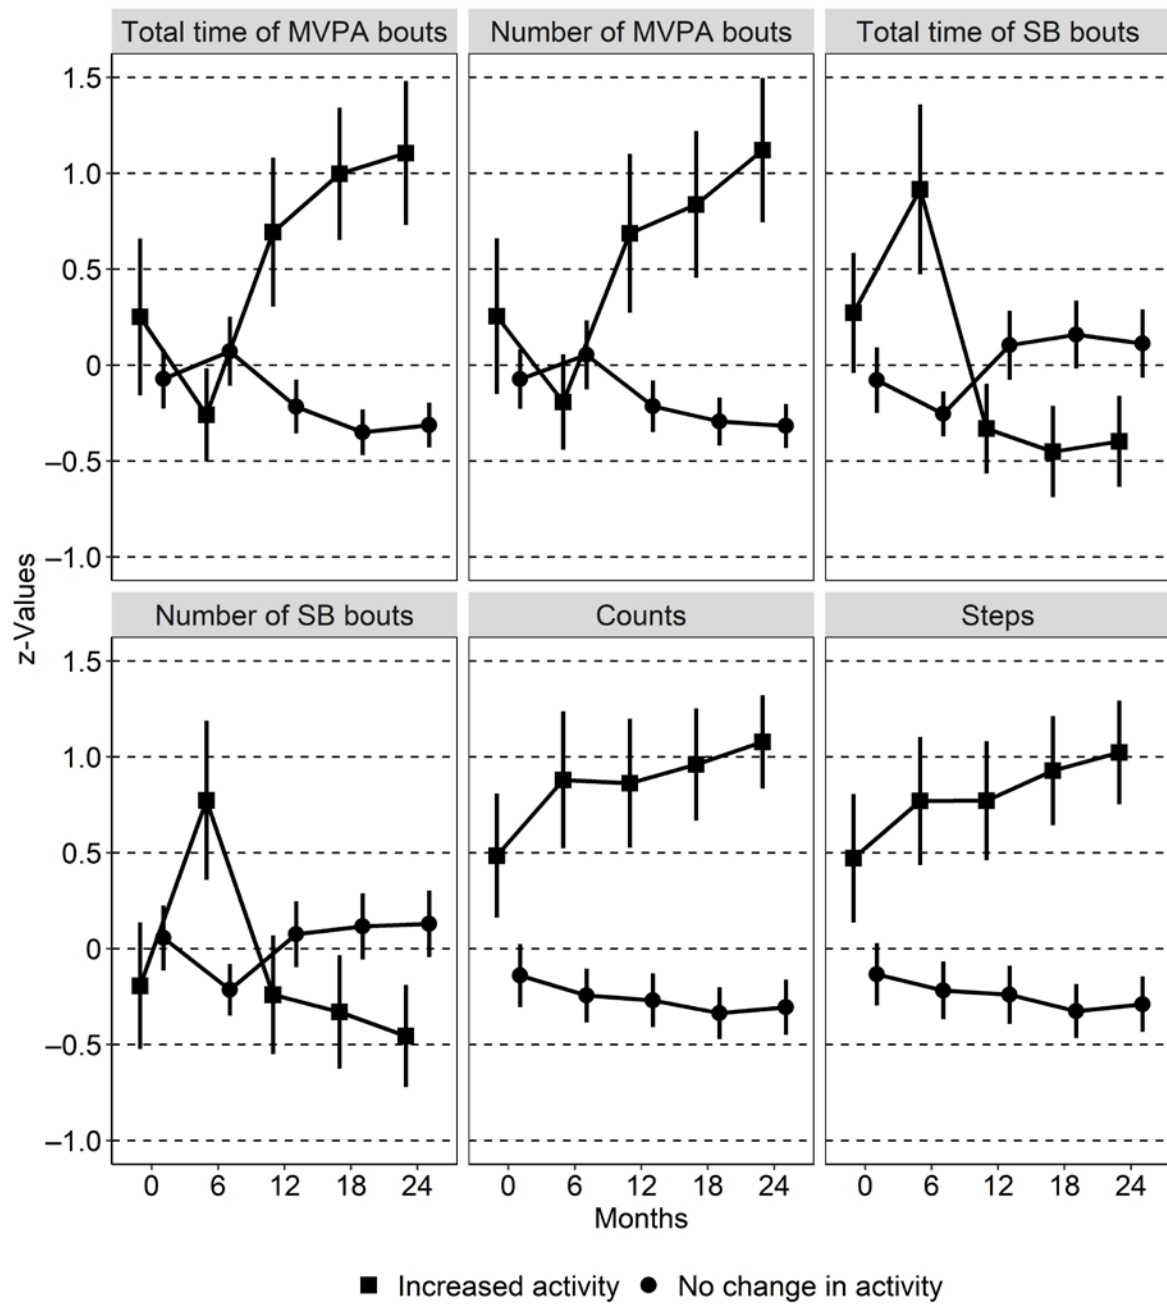 Total time of MVPA bouts
Number of MVPA bouts
Total time of SB bouts
1.5
1.0
0.5
0
–0.5
–1.0
z-Values
Number of SB bouts
Counts
Steps
1.5
1.0
0.5
0
–0.5
–1.0
0 6 12 18 24
0 6 12 18 24
0 6 12 18 24
Months
Increased activity
No change in activity